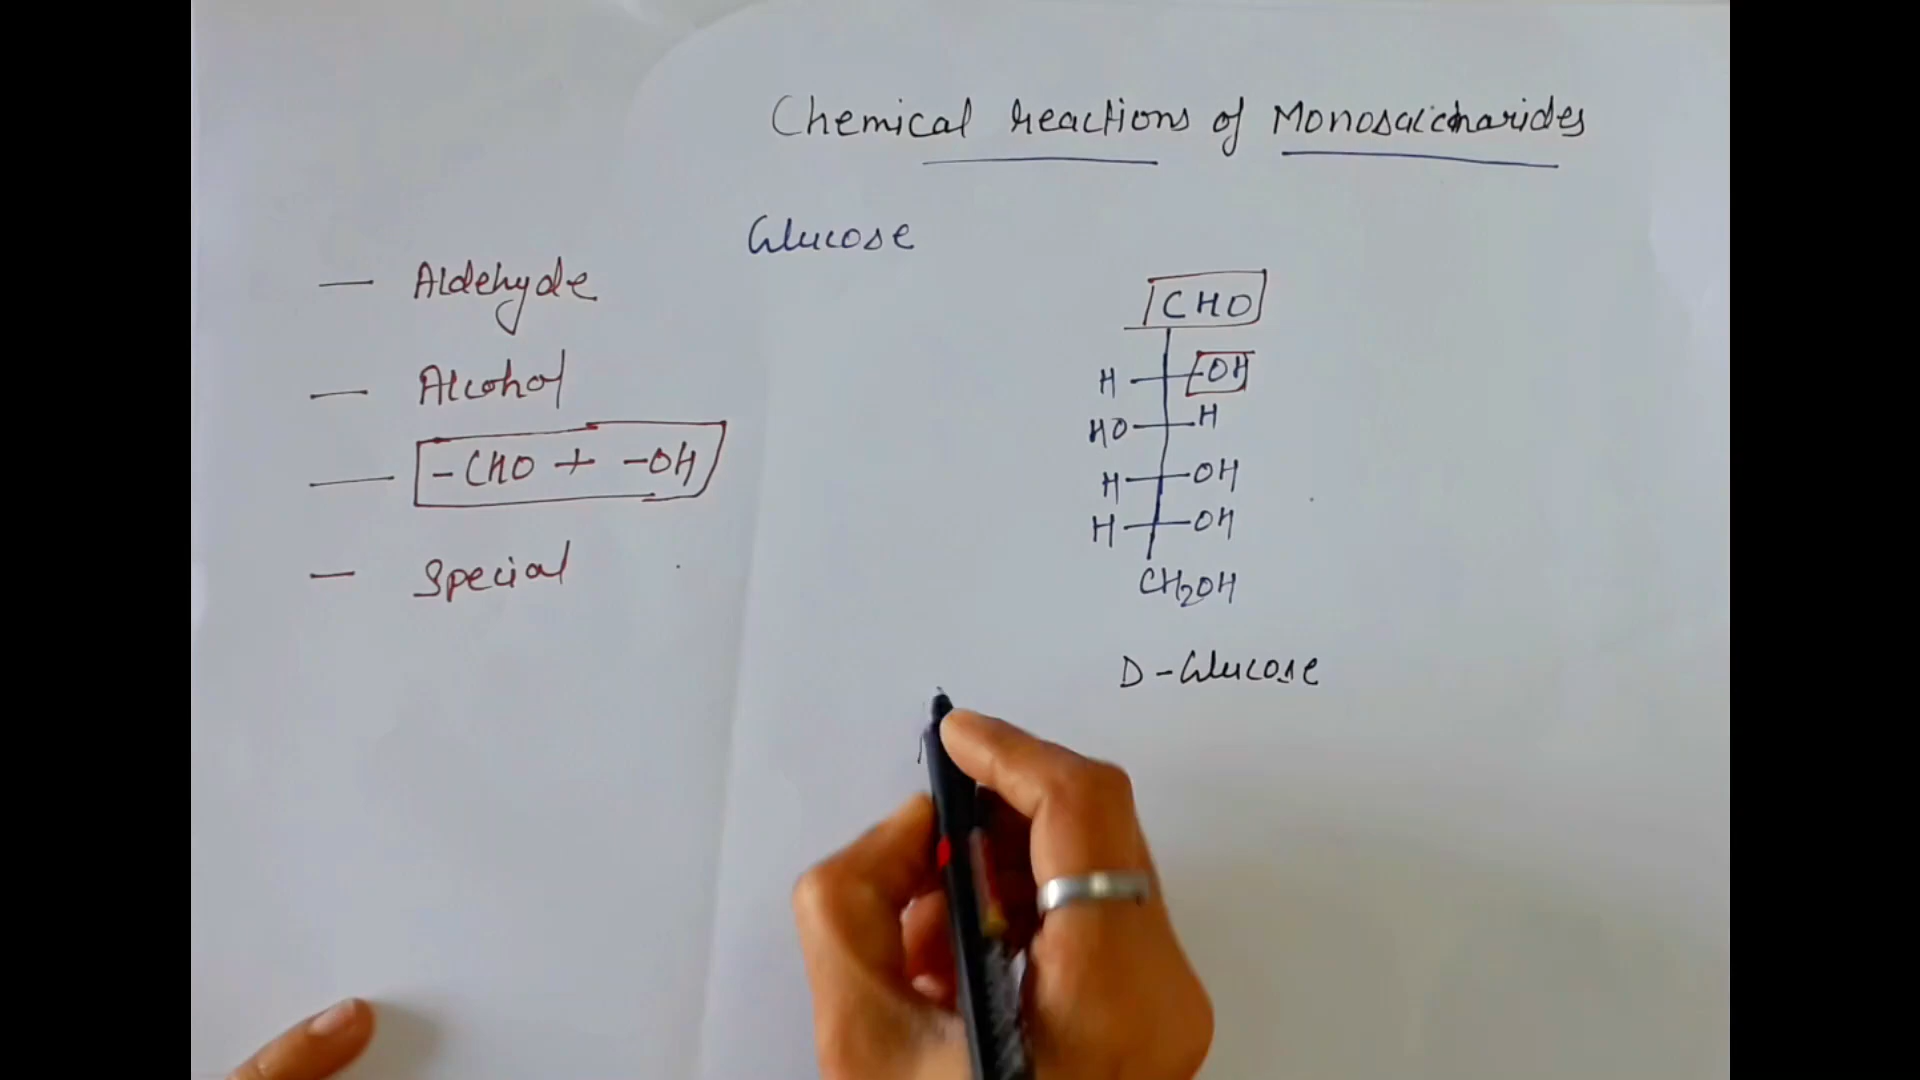 Chemical reactions of Monosaccharides
Glucose
— Aldehyde
— Alcohol
— -CHO + -OH
— Special
CHO
H -OH
HO H
H OH
H OH
CH2OH
D-Glucose